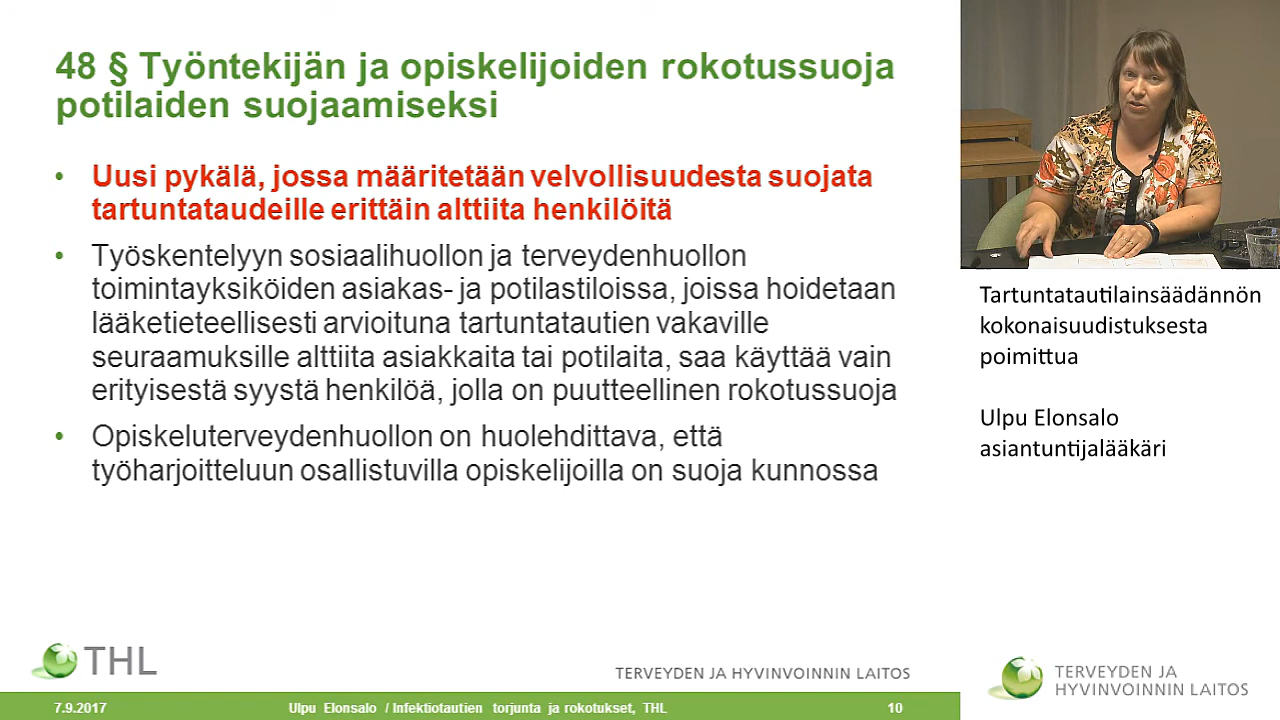 48 § Työntekijän ja opiskelijoiden rokotussuoja
potilaiden suojaamiseksi
• Uusi pykälä, jossa määritetään velvollisuudesta suojata
tartuntataudeille erittäin alttiita henkilöitä
• Työskentelyyn sosiaalihuollon ja terveydenhuollon
toimintayksiköiden asiakas- ja potilastiloissa, joissa hoidetaan
lääketieteellisesti arvioituna tartuntatautien vakaville
seuraamuksille alttiita asiakkaita tai potilaita, saa käyttää vain
erityisestä syystä henkilöä, jolla on puutteellinen rokotussuoja
• Opiskeluterveydenhuollon on huolehdittava, että
työharjoitteluun osallistuvilla opiskelijoilla on suoja kunnossa
Tartuntatautilainsäädännön
kokonaisuudistuksesta
poimittua
Ulpu Elonsalo
asiantuntijalääkäri
THL
TERVEYDEN JA HYVINVOINNIN LAITOS
TERVEYDEN JA
HYVINVOINNIN LAITOS
7.9.2017
Ulpu Elonsalo / Infektiotautien torjunta ja rokotukset, THL
10